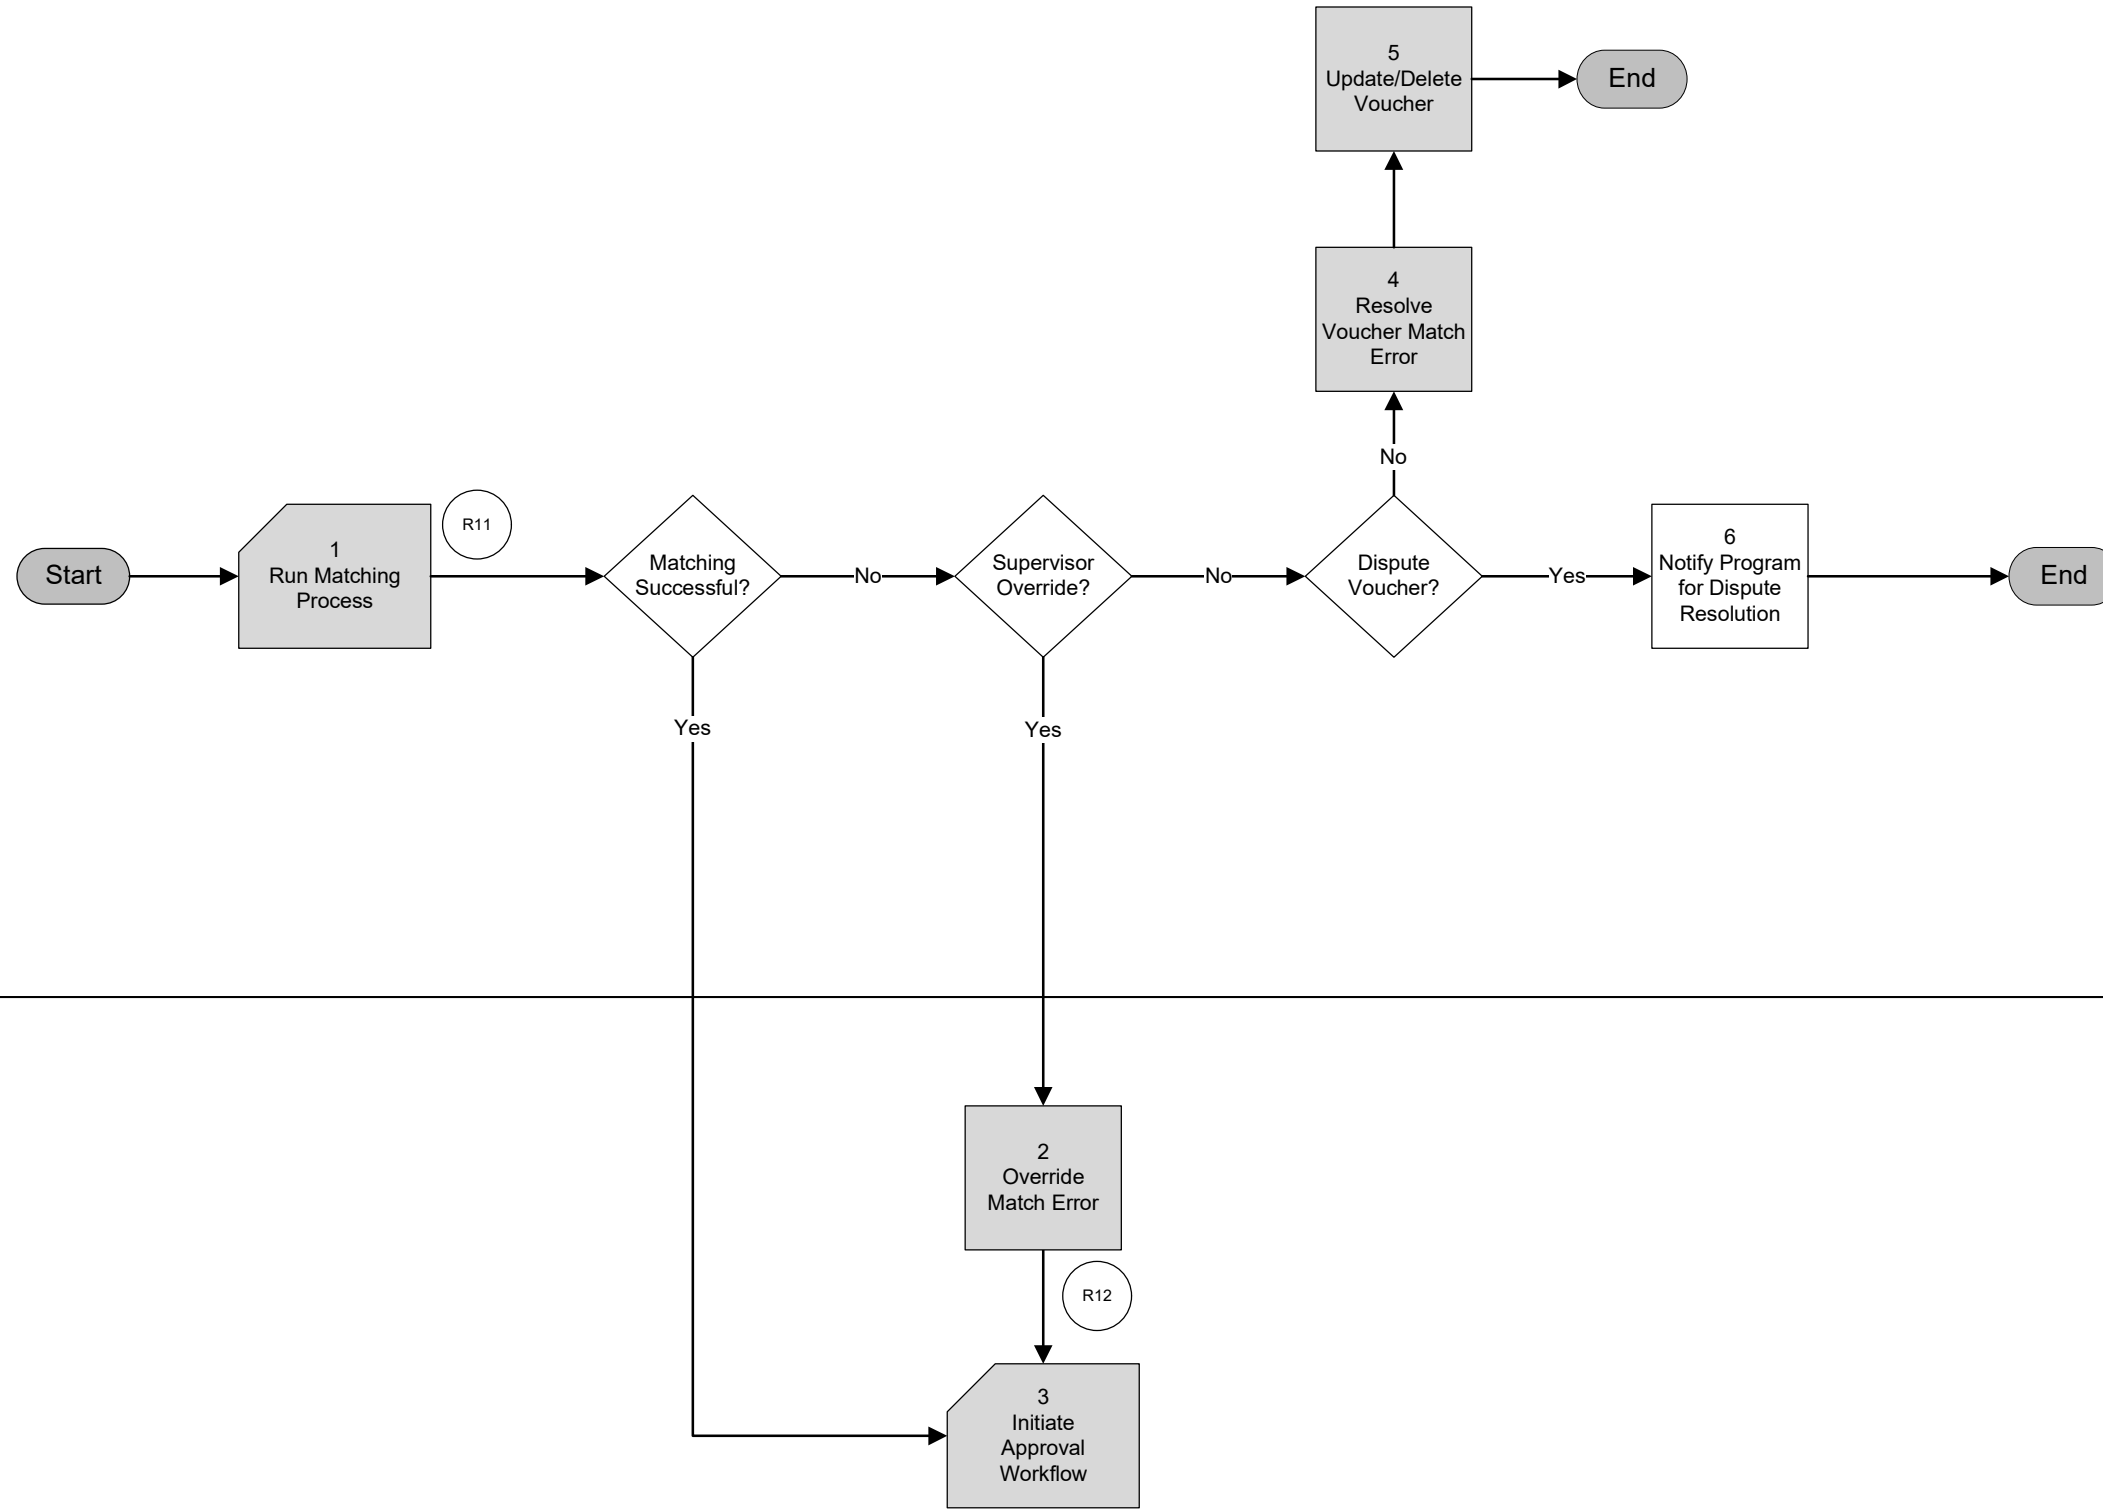 5
Update/Delete
Voucher
End
4
Resolve
Voucher Match
Error
No
Start
1
Run Matching
Process
R11
Matching
Successful?
No
Supervisor
Override?
No
Dispute
Voucher?
Yes
6
Notify Program
for Dispute
Resolution
End
Yes
Yes
2
Override
Match Error
R12
3
Initiate
Approval
Workflow